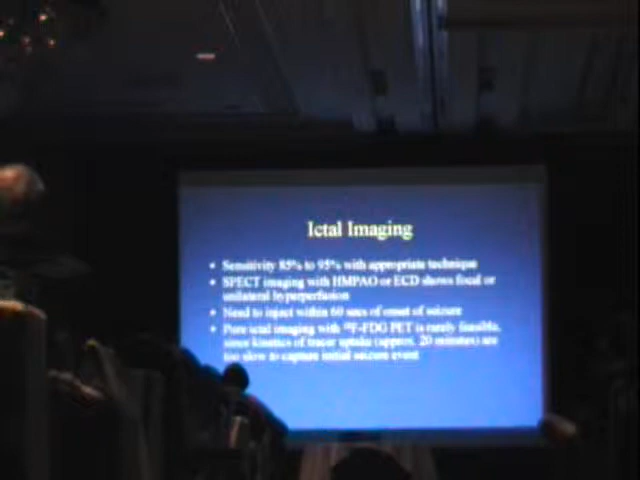 Ictal Imaging
• Sensitivity 85% to 95% with appropriate technique
• SPECT imaging with HMPAO or ECD shows focal or
unilateral hyperperfusion
• Need to inject within 60 secs of onset of seizure
• Pure ictal imaging with ¹⁸F-FDG PET is rarely feasible,
since kinetics of tracer uptake (approx. 20 minutes) are
too slow to capture initial seizure event